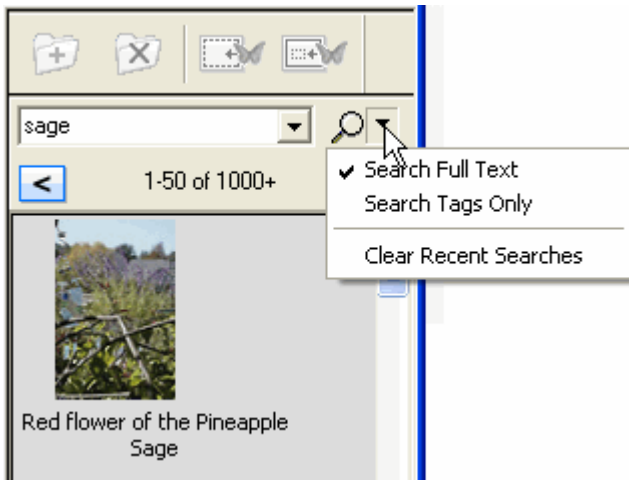 sage
Search Full Text
< 1-50 of 1000+
Search Tags Only
Clear Recent Searches
Red flower of the Pineapple
Sage